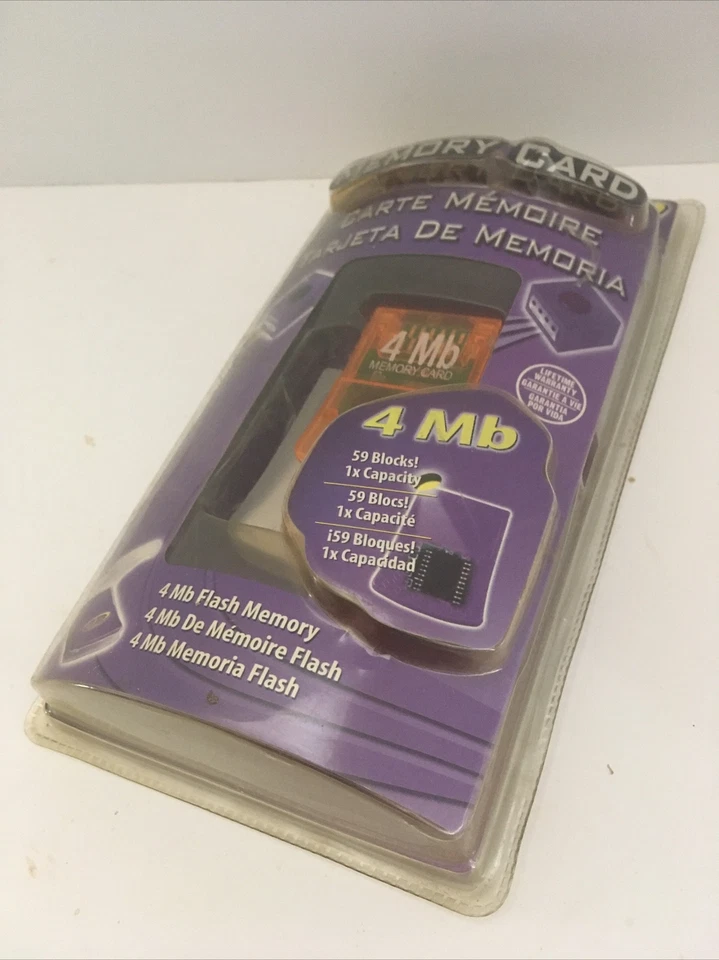 MEMORY CARD
CARTE MÉMOIRE
TARJETA DE MEMORIA
4 Mb
MEMORY CARD
LIFETIME
WARRANTY
GARANTIE A VIE
GARANTIA
POR VIDA
4 Mb
59 Blocks!
1x Capacity
59 Blocs!
1x Capacité
¡59 Bloques!
1x Capacidad
4 Mb Flash Memory
4 Mb De Mémoire Flash
4 Mb Memoria Flash